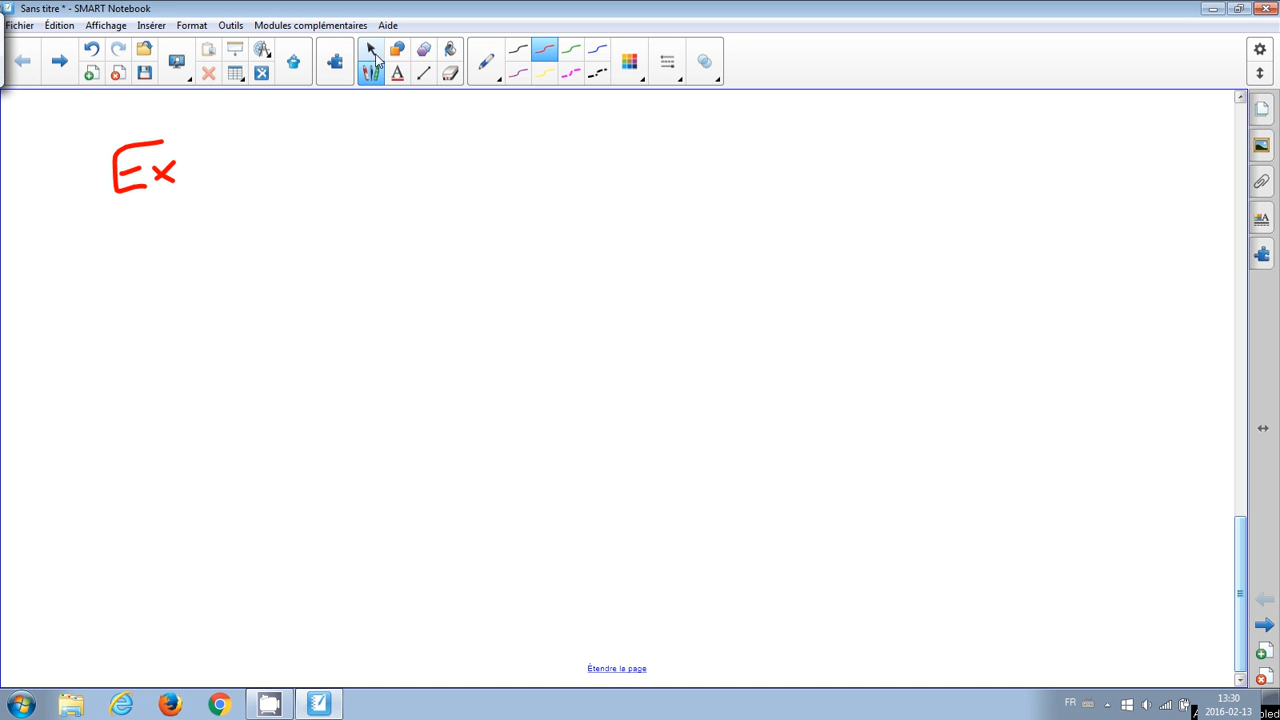 Sans titre * - SMART Notebook
Fichier Édition Affichage Insérer Format Outils Modules complémentaires Aide
Ex
Étendre la page
FR
13:30
2016-02-13